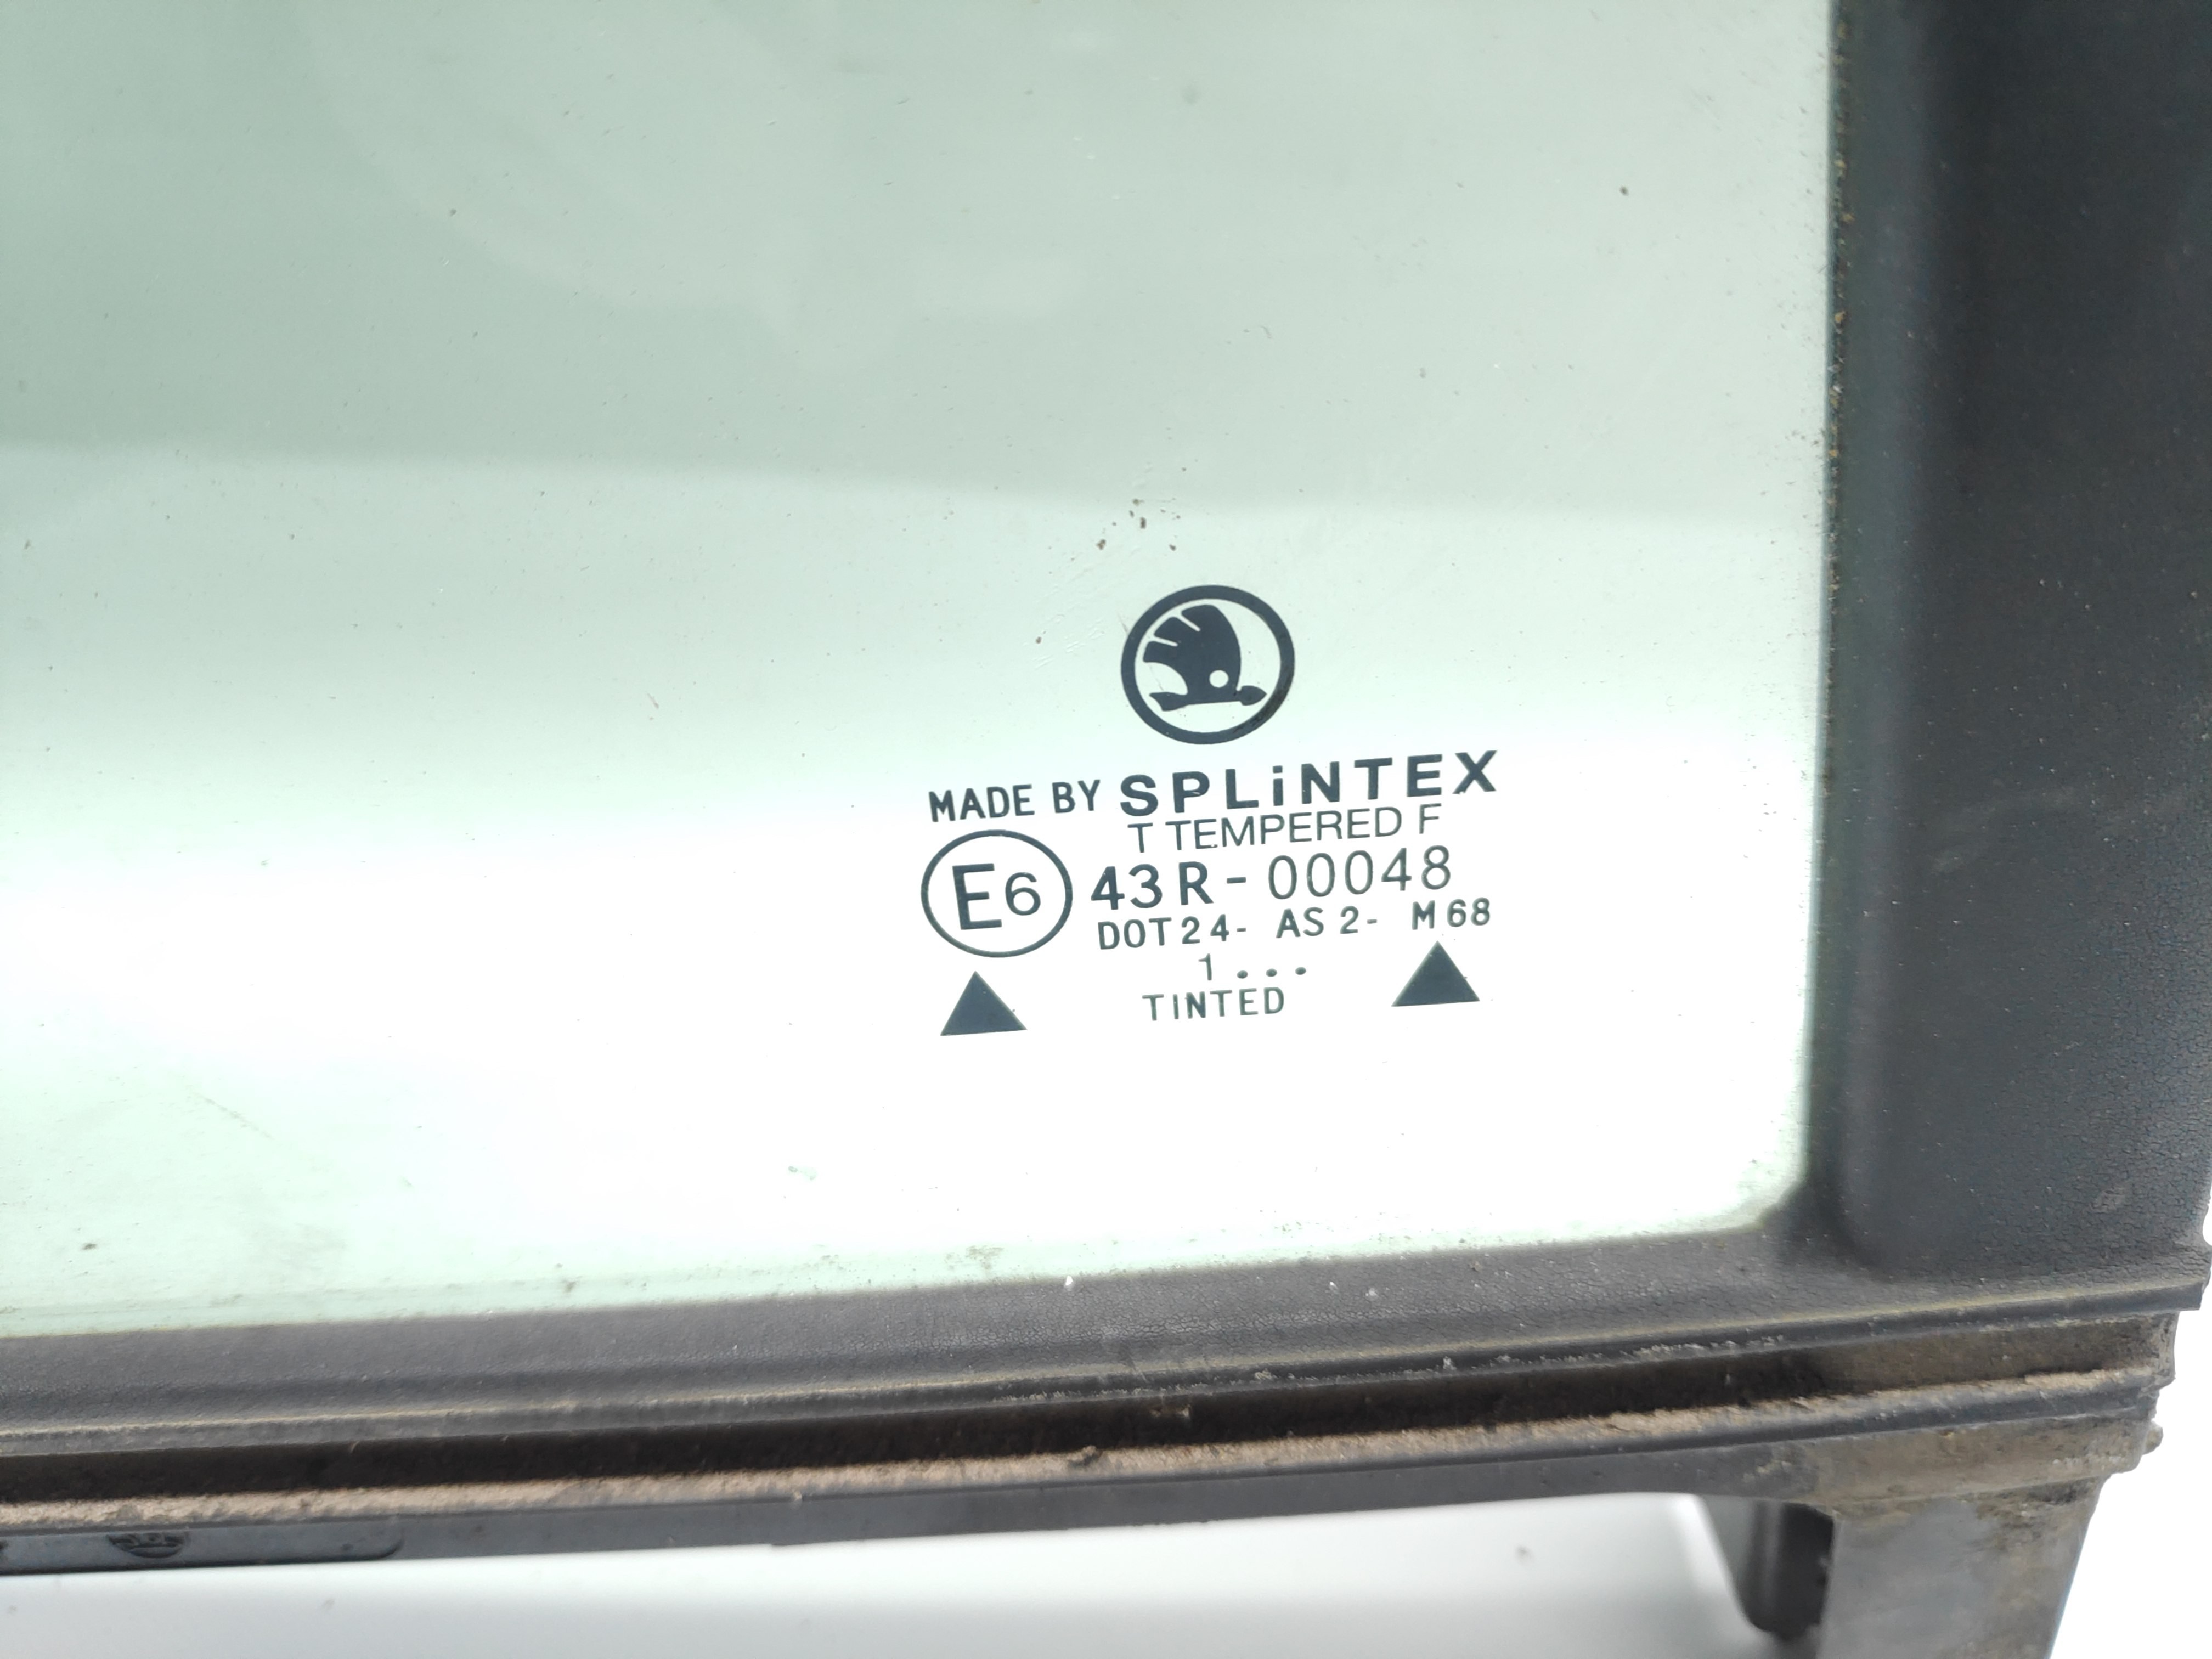 MADE BY SPLiNTEX
T TEMPERED F
E6 43R-00048
DOT24- AS2- M68
1...
TINTED